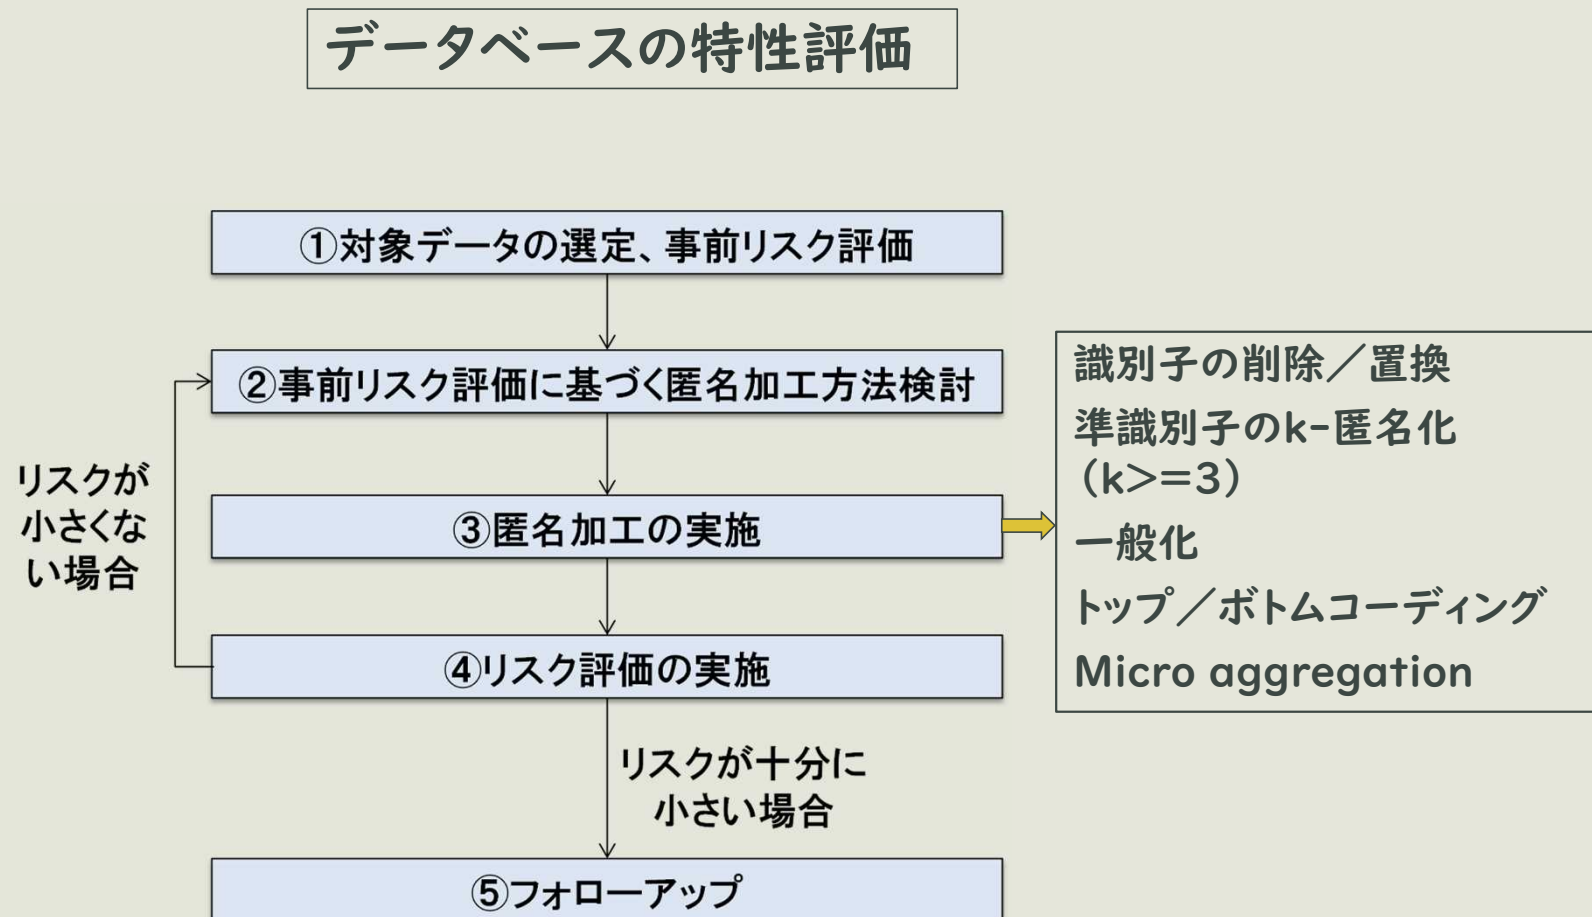 データベースの特性評価
①対象データの選定、事前リスク評価
②事前リスク評価に基づく匿名加工方法検討
③匿名加工の実施
④リスク評価の実施
⑤フォローアップ
リスクが
小さくな
い場合
リスクが十分に
小さい場合
識別子の削除／置換
準識別子のk-匿名化
（k>=3）
一般化
トップ／ボトムコーディング
Micro aggregation